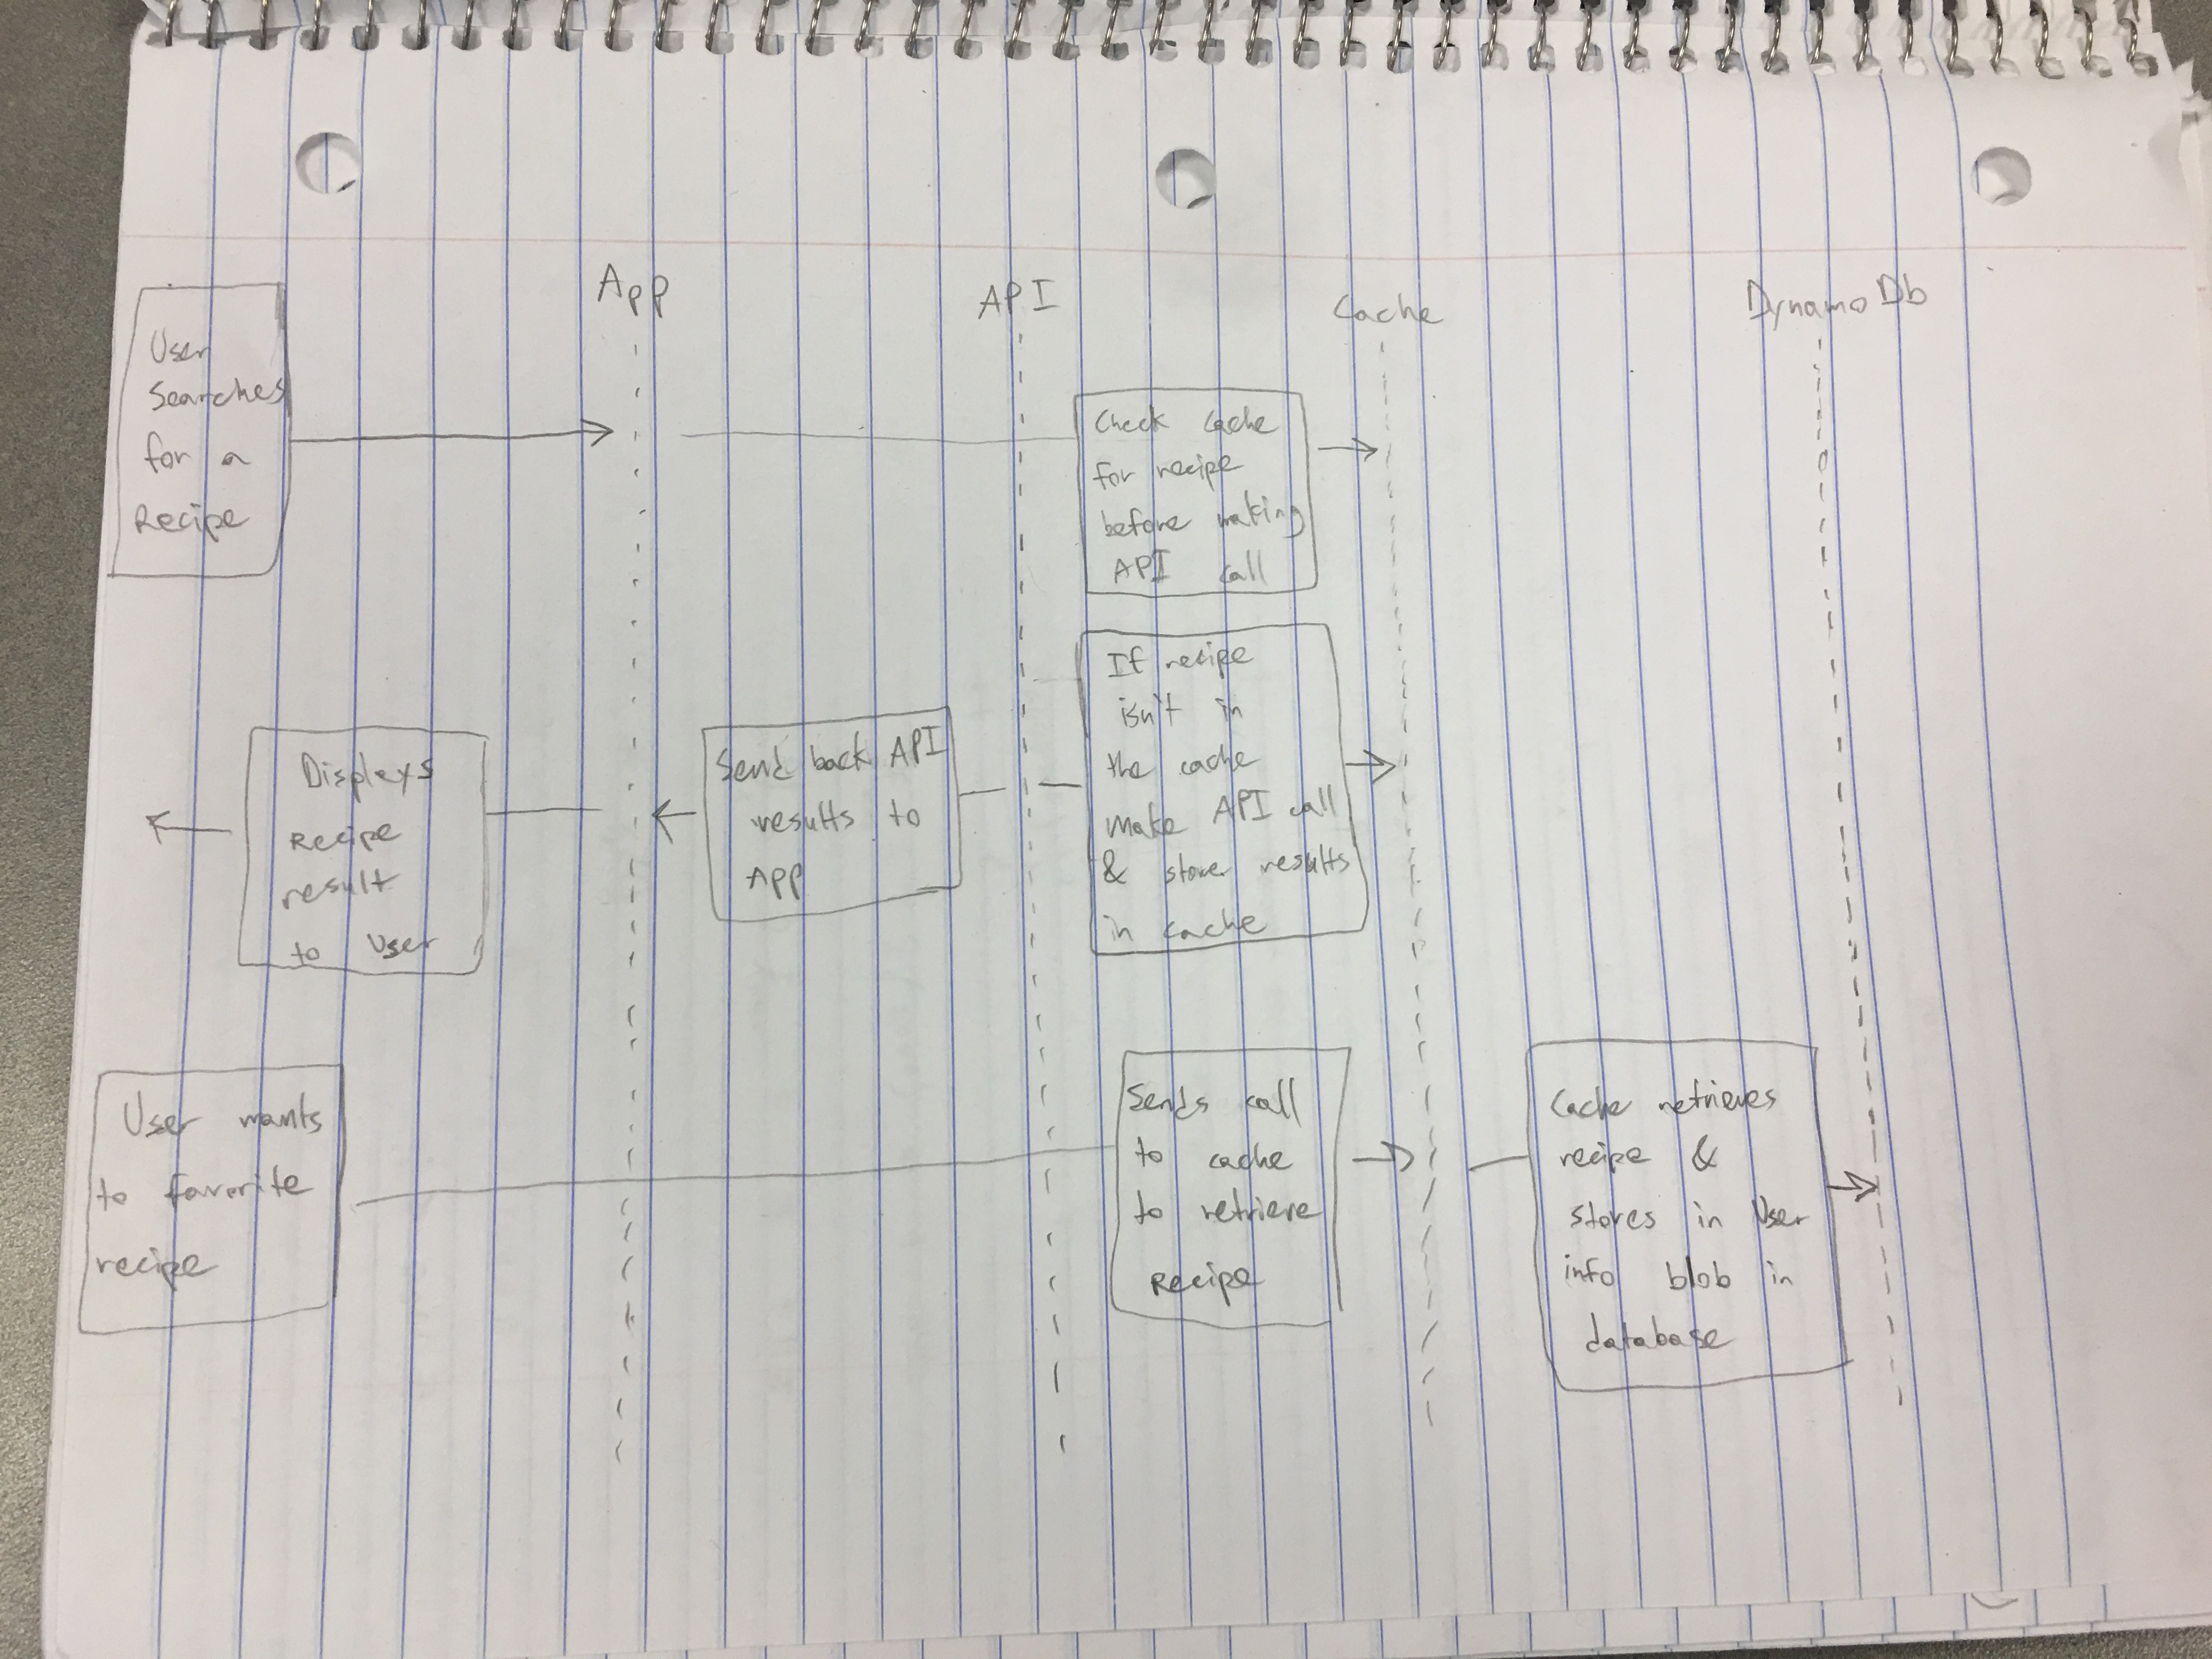 App
API
Cache
Dynamo Db
User
Searches
for a
Recipe
Check cache
for recipe
before making
API call
If recipe
isn't in
the cache
make API call
& store results
in cache
Send back API
results to
APP
Displays
Recipe
result
to User
User wants
to favorite
recipe
Sends call
to cache
to retrieve
Recipe
Cache retrieves
recipe &
stores in User
info blob in
database